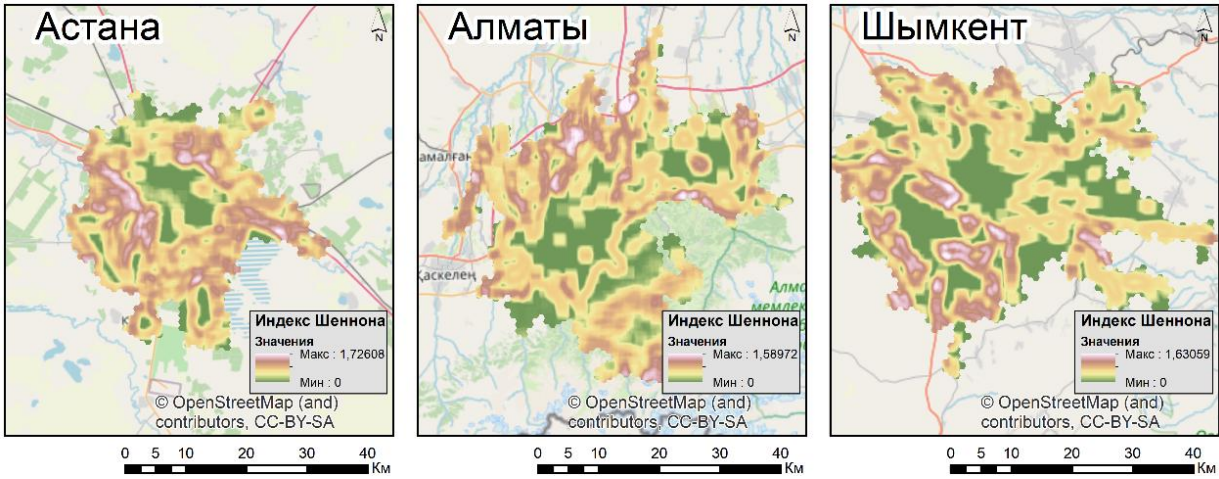 Астана
N
Индекс Шеннона
Значения
Макс : 1,72608
Мин : 0
© OpenStreetMap (and)
contributors, CC-BY-SA
0 5 10 20 30 40
Км
Алматы
N
Қаскелең
Индекс Шеннона
Значения
Макс : 1,58972
Мин : 0
© OpenStreetMap (and)
contributors, CC-BY-SA
0 5 10 20 30 40
Км
Шымкент
N
Индекс Шеннона
Значения
Макс : 1,63059
Мин : 0
© OpenStreetMap (and)
contributors, CC-BY-SA
0 5 10 20 30 40
Км